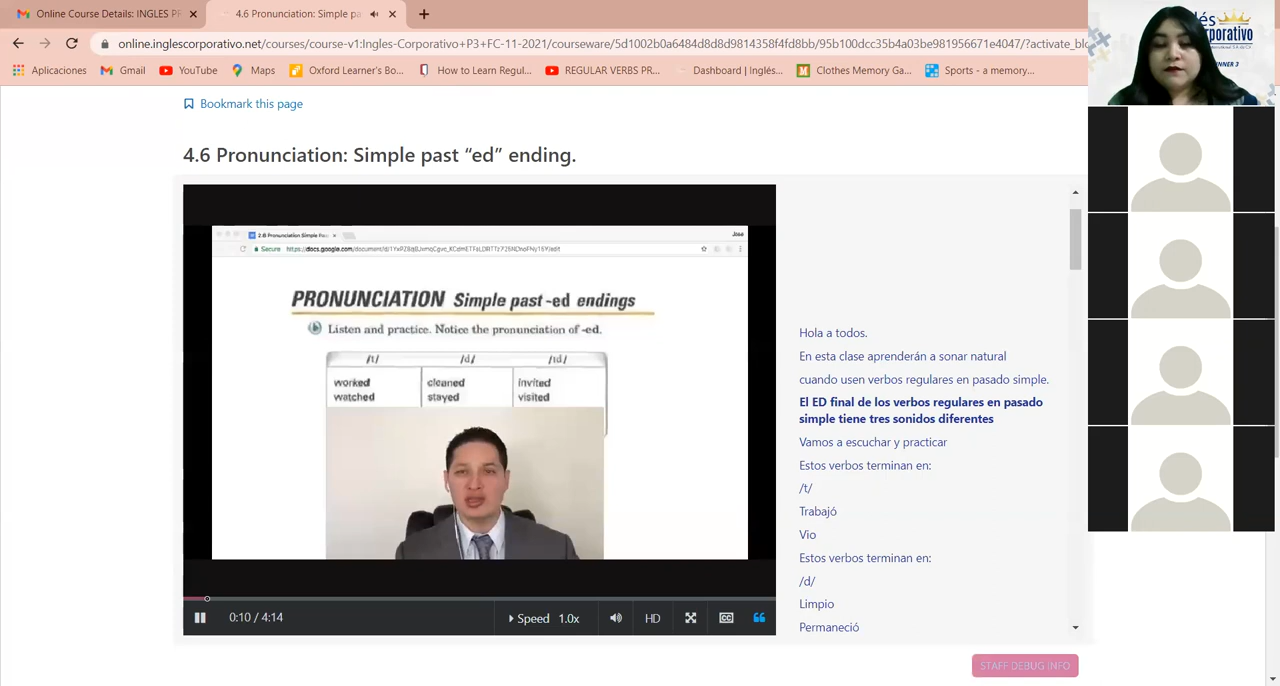 Online Course Details: INGLES PR
4.6 Pronunciation: Simple pa
online.inglescorporativo.net/courses/course-v1:Ingles-Corporativo+P3+FC-11-2021/courseware/5d1002b0a6484d8d8d9814358f4fd8bb/95b100dcc35b4a03be981956671e4047/?activate_blo
Aplicaciones
Gmail
YouTube
Maps
Oxford Learner's Bo...
How to Learn Regul...
REGULAR VERBS PR...
Dashboard | Inglés...
Clothes Memory Ga...
Sports - a memory...
Bookmark this page
4.6 Pronunciation: Simple past “ed” ending.
Jose
Secure
PRONUNCIATION Simple past -ed endings
Listen and practice. Notice the pronunciation of -ed.
/t/ /d/ /ɪd/
worked cleaned invited
watched stayed visited
0:10 / 4:14
Speed 1.0x
HD
Hola a todos.
En esta clase aprenderán a sonar natural
cuando usen verbos regulares en pasado simple.
El ED final de los verbos regulares en pasado
simple tiene tres sonidos diferentes
Vamos a escuchar y practicar
Estos verbos terminan en:
/t/
Trabajó
Vio
Estos verbos terminan en:
/d/
Limpio
Permaneció
STAFF DEBUG INFO